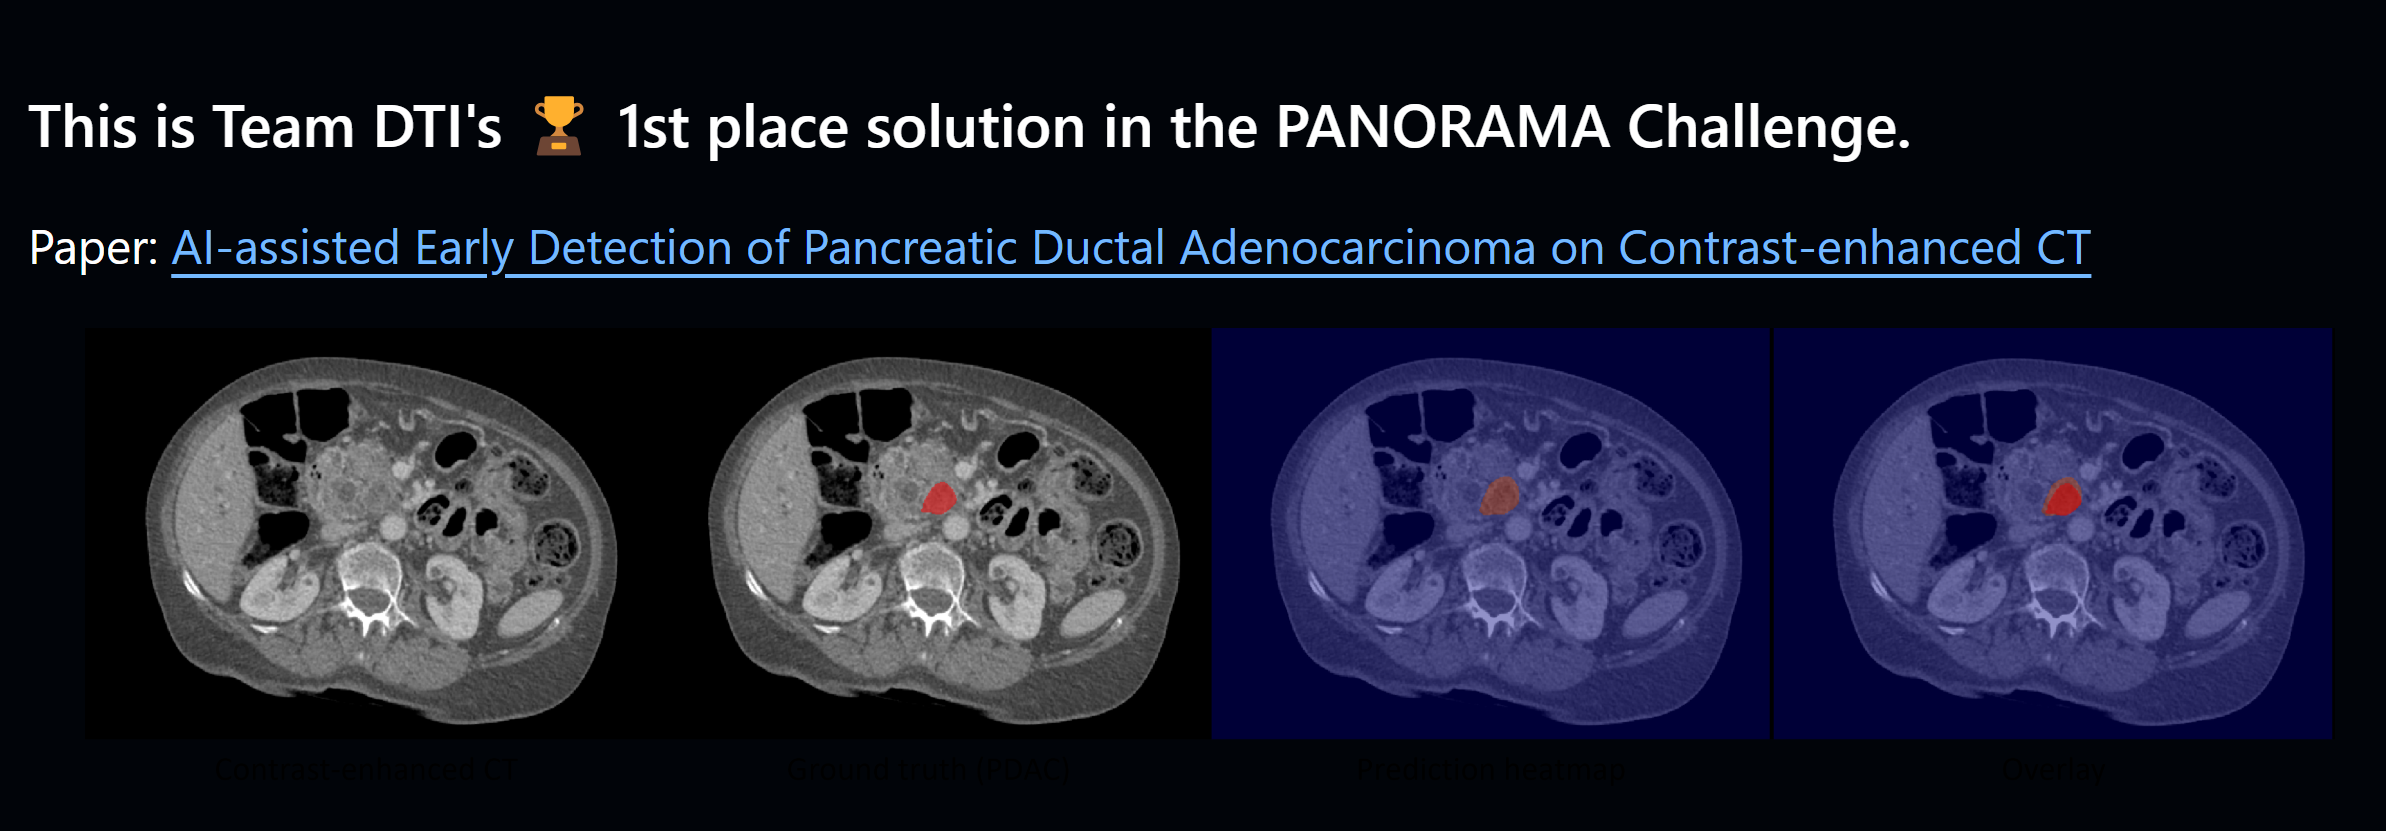 This is Team DTI's 🏆 1st place solution in the PANORAMA Challenge.
Paper: AI-assisted Early Detection of Pancreatic Ductal Adenocarcinoma on Contrast-enhanced CT
Contrast-enhanced CT
Ground truth (PDAC)
Prediction heatmap
Overlay